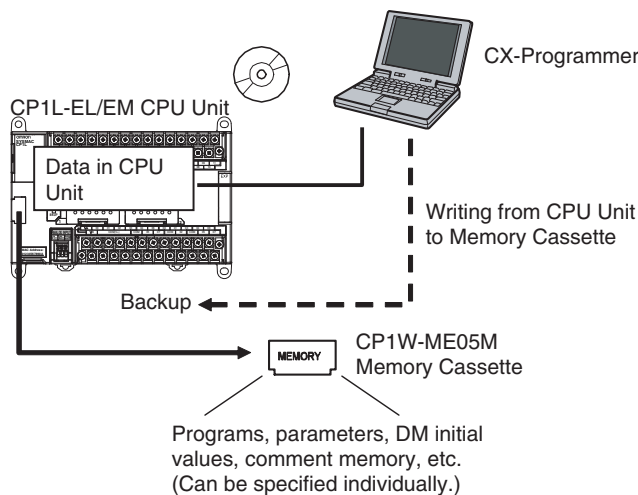 CX-Programmer
CP1L-EL/EM CPU Unit
Data in CPU
Unit
Writing from CPU Unit
to Memory Cassette
Backup
MEMORY
CP1W-ME05M
Memory Cassette
Programs, parameters, DM initial
values, comment memory, etc.
(Can be specified individually.)